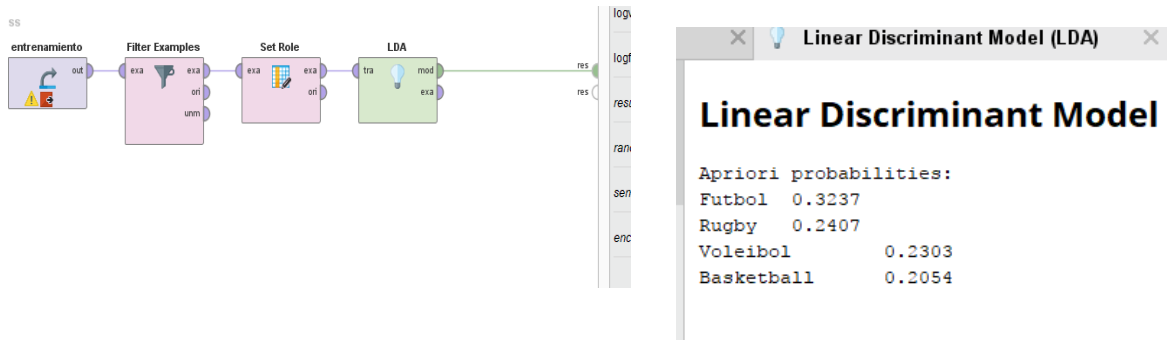 ss
entrenamiento
Filter Examples
Set Role
LDA
out
exa
exa
ori
unm
exa
exa
ori
tra
mod
exa
res
res
logv
logf
resu
ran
sen
enc
Linear Discriminant Model (LDA)
Linear Discriminant Model
Apriori probabilities:
Futbol 0.3237
Rugby 0.2407
Voleibol 0.2303
Basketball 0.2054